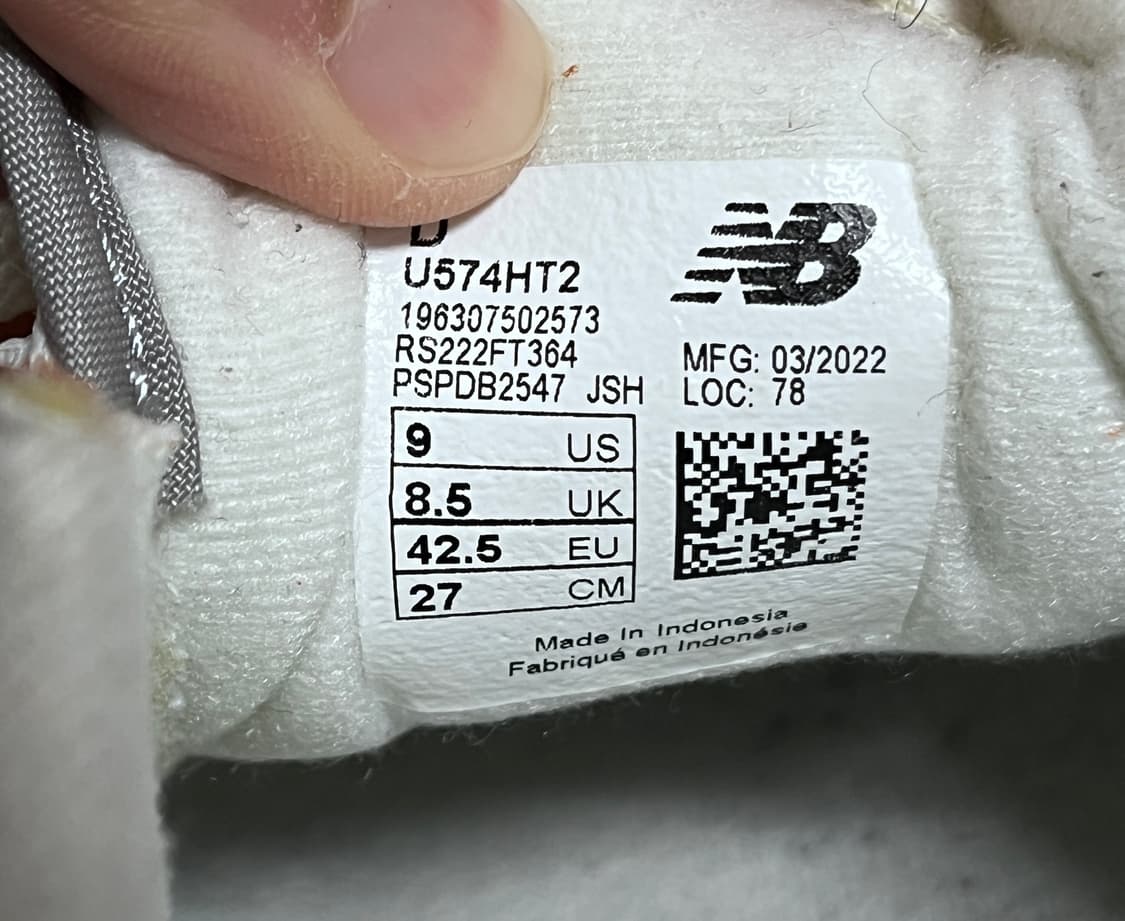 D
U574HT2
196307502573
RS222FT364
PSPDB2547 JSH
9 US
8.5 UK
42.5 EU
27 CM
NB
MFG: 03/2022
LOC: 78
Made In Indonesia
Fabriqué en Indonésie